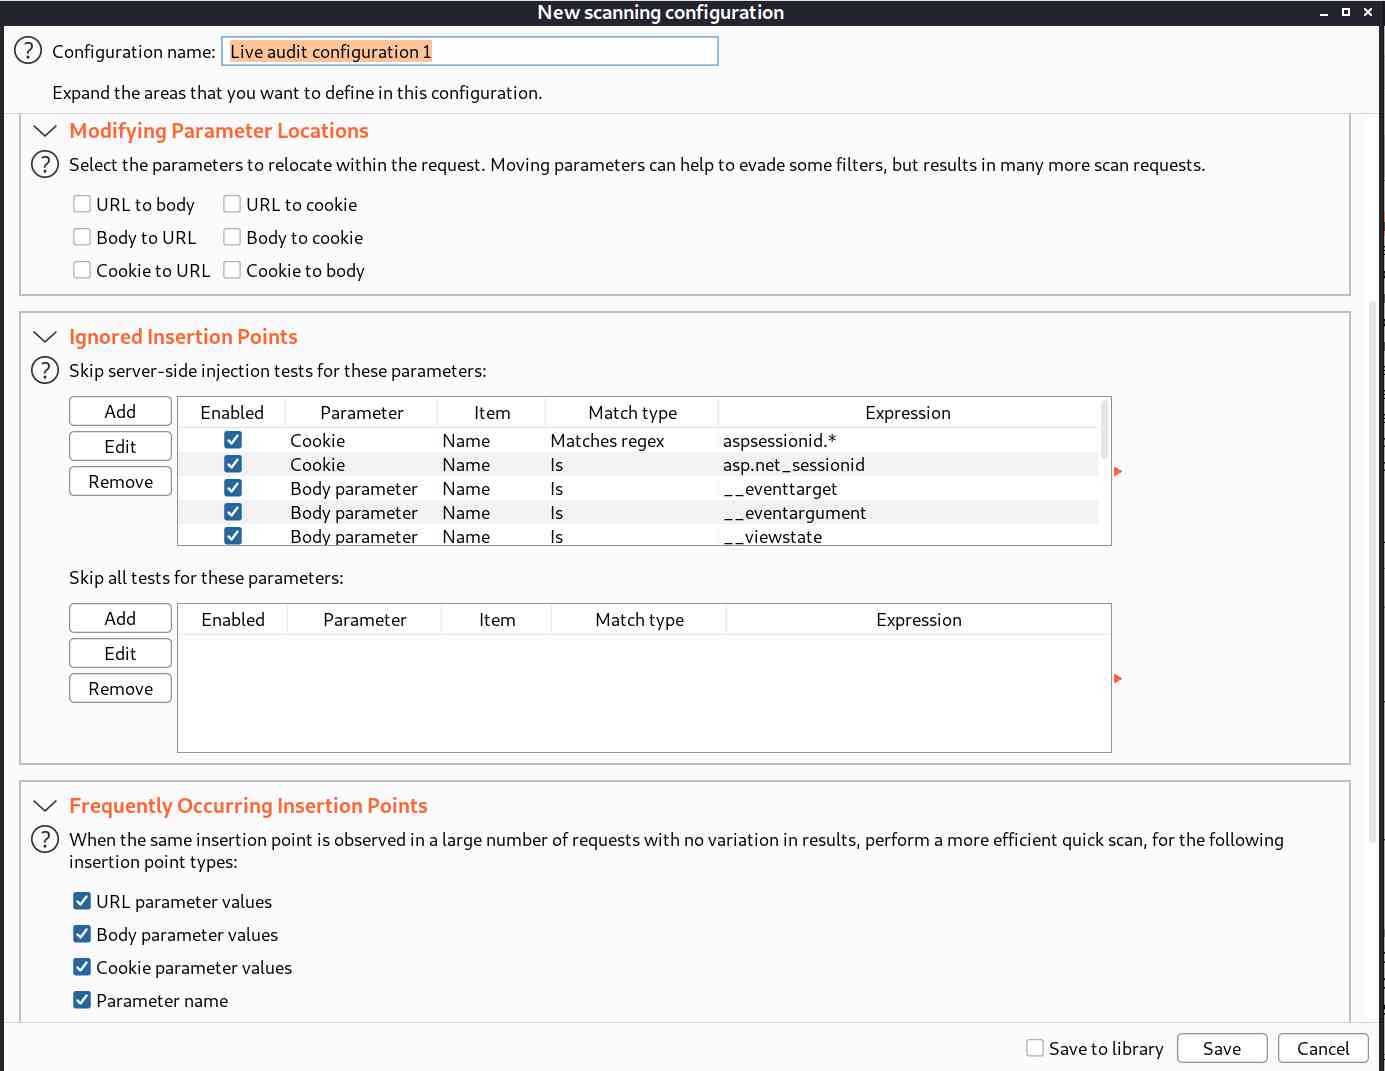 New scanning configuration
Configuration name: Live audit configuration 1
Expand the areas that you want to define in this configuration.
Modifying Parameter Locations
Select the parameters to relocate within the request. Moving parameters can help to evade some filters, but results in many more scan requests.
URL to body URL to cookie
Body to URL Body to cookie
Cookie to URL Cookie to body
Ignored Insertion Points
Skip server-side injection tests for these parameters:
Add
Edit
Remove
Enabled Parameter Item Match type Expression
Cookie Name Matches regex aspsessionid.*
Cookie Name Is asp.net_sessionid
Body parameter Name Is __eventtarget
Body parameter Name Is __eventargument
Body parameter Name Is __viewstate
Skip all tests for these parameters:
Add
Edit
Remove
Enabled Parameter Item Match type Expression
Frequently Occurring Insertion Points
When the same insertion point is observed in a large number of requests with no variation in results, perform a more efficient quick scan, for the following
insertion point types:
URL parameter values
Body parameter values
Cookie parameter values
Parameter name
Save to library Save Cancel